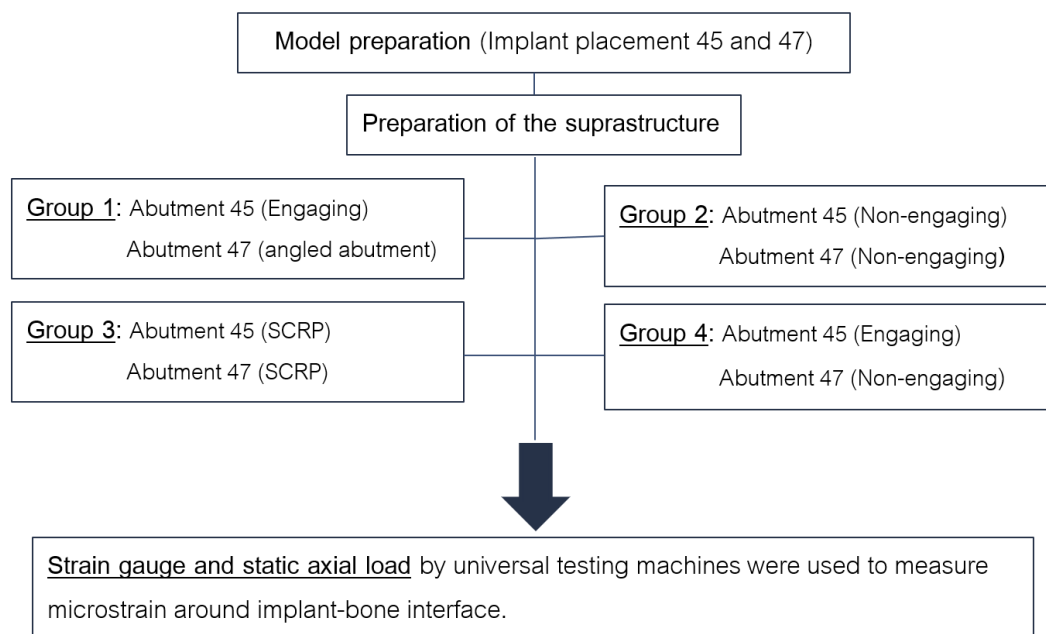 Model preparation (Implant placement 45 and 47)
Preparation of the suprastructure
Group 1: Abutment 45 (Engaging)
Abutment 47 (angled abutment)
Group 2: Abutment 45 (Non-engaging)
Abutment 47 (Non-engaging)
Group 3: Abutment 45 (SCRP)
Abutment 47 (SCRP)
Group 4: Abutment 45 (Engaging)
Abutment 47 (Non-engaging)
Strain gauge and static axial load by universal testing machines were used to measure
microstrain around implant-bone interface.